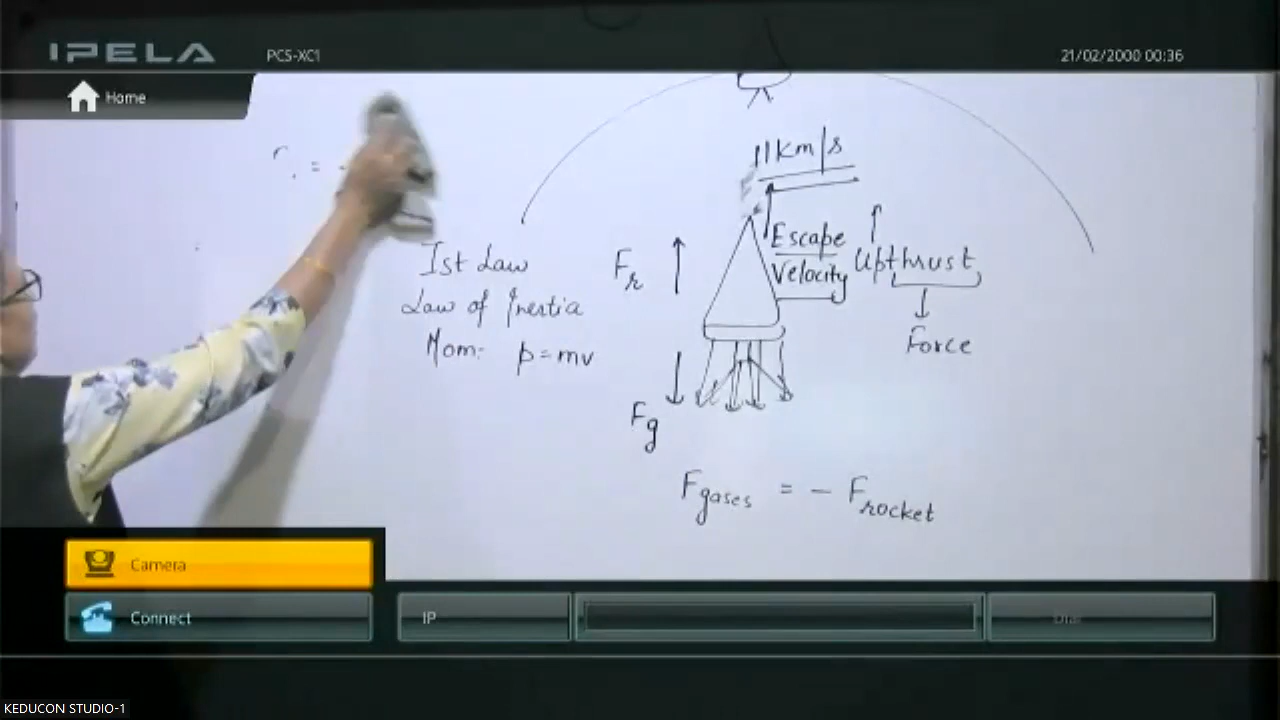 IPELA
PCS-XC1
21/02/2000 00:36
Home
11km/s
Escape
Velocity
Upthrust
Force
Ist Law
Law of Inertia
Mom: p=mv
Fr
Fg
Fgases = - Frocket
Camera
Connect
IP
Dial
KEDUCON STUDIO-1